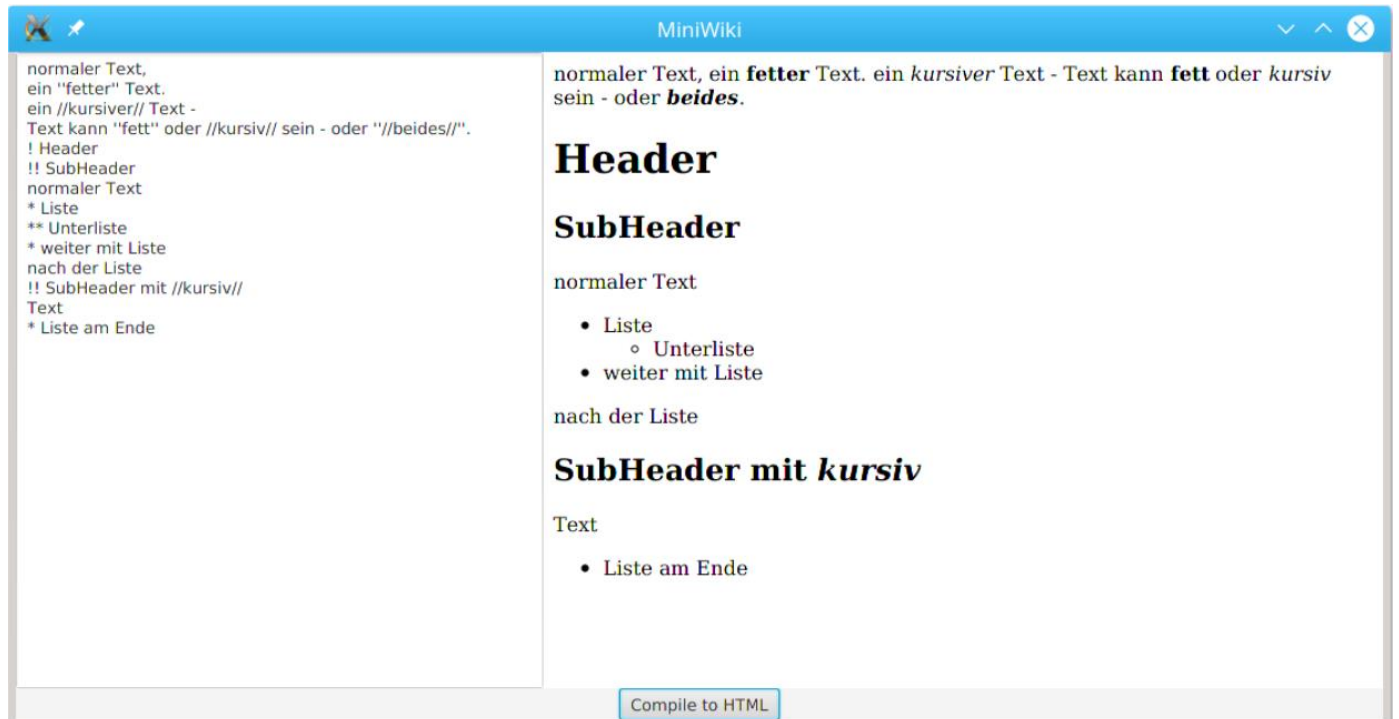 MiniWiki
normaler Text,
ein ''fetter'' Text.
ein //kursiver// Text -
Text kann ''fett'' oder //kursiv// sein - oder ''//beides//''.
! Header
!! SubHeader
normaler Text
* Liste
** Unterliste
* weiter mit Liste
nach der Liste
!! SubHeader mit //kursiv//
Text
* Liste am Ende
normaler Text, ein fetter Text. ein kursiver Text - Text kann fett oder kursiv
sein - oder beides.
Header
SubHeader
normaler Text
• Liste
◦ Unterliste
• weiter mit Liste
nach der Liste
SubHeader mit kursiv
Text
• Liste am Ende
Compile to HTML